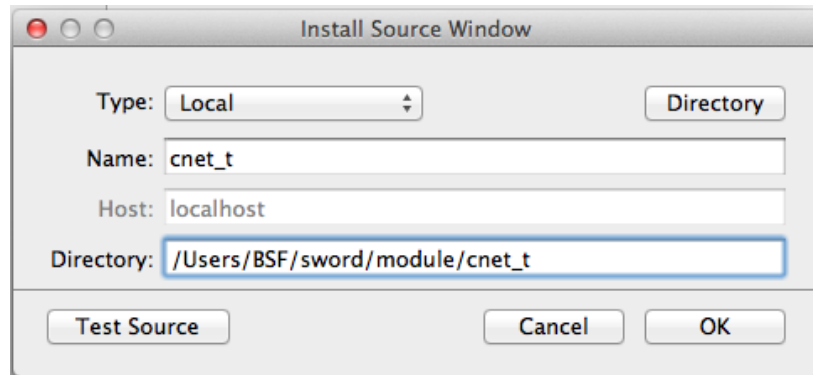 Install Source Window
Type: Local Directory
Name: cnet_t
Host: localhost
Directory: /Users/BSF/sword/module/cnet_t
Test Source Cancel OK